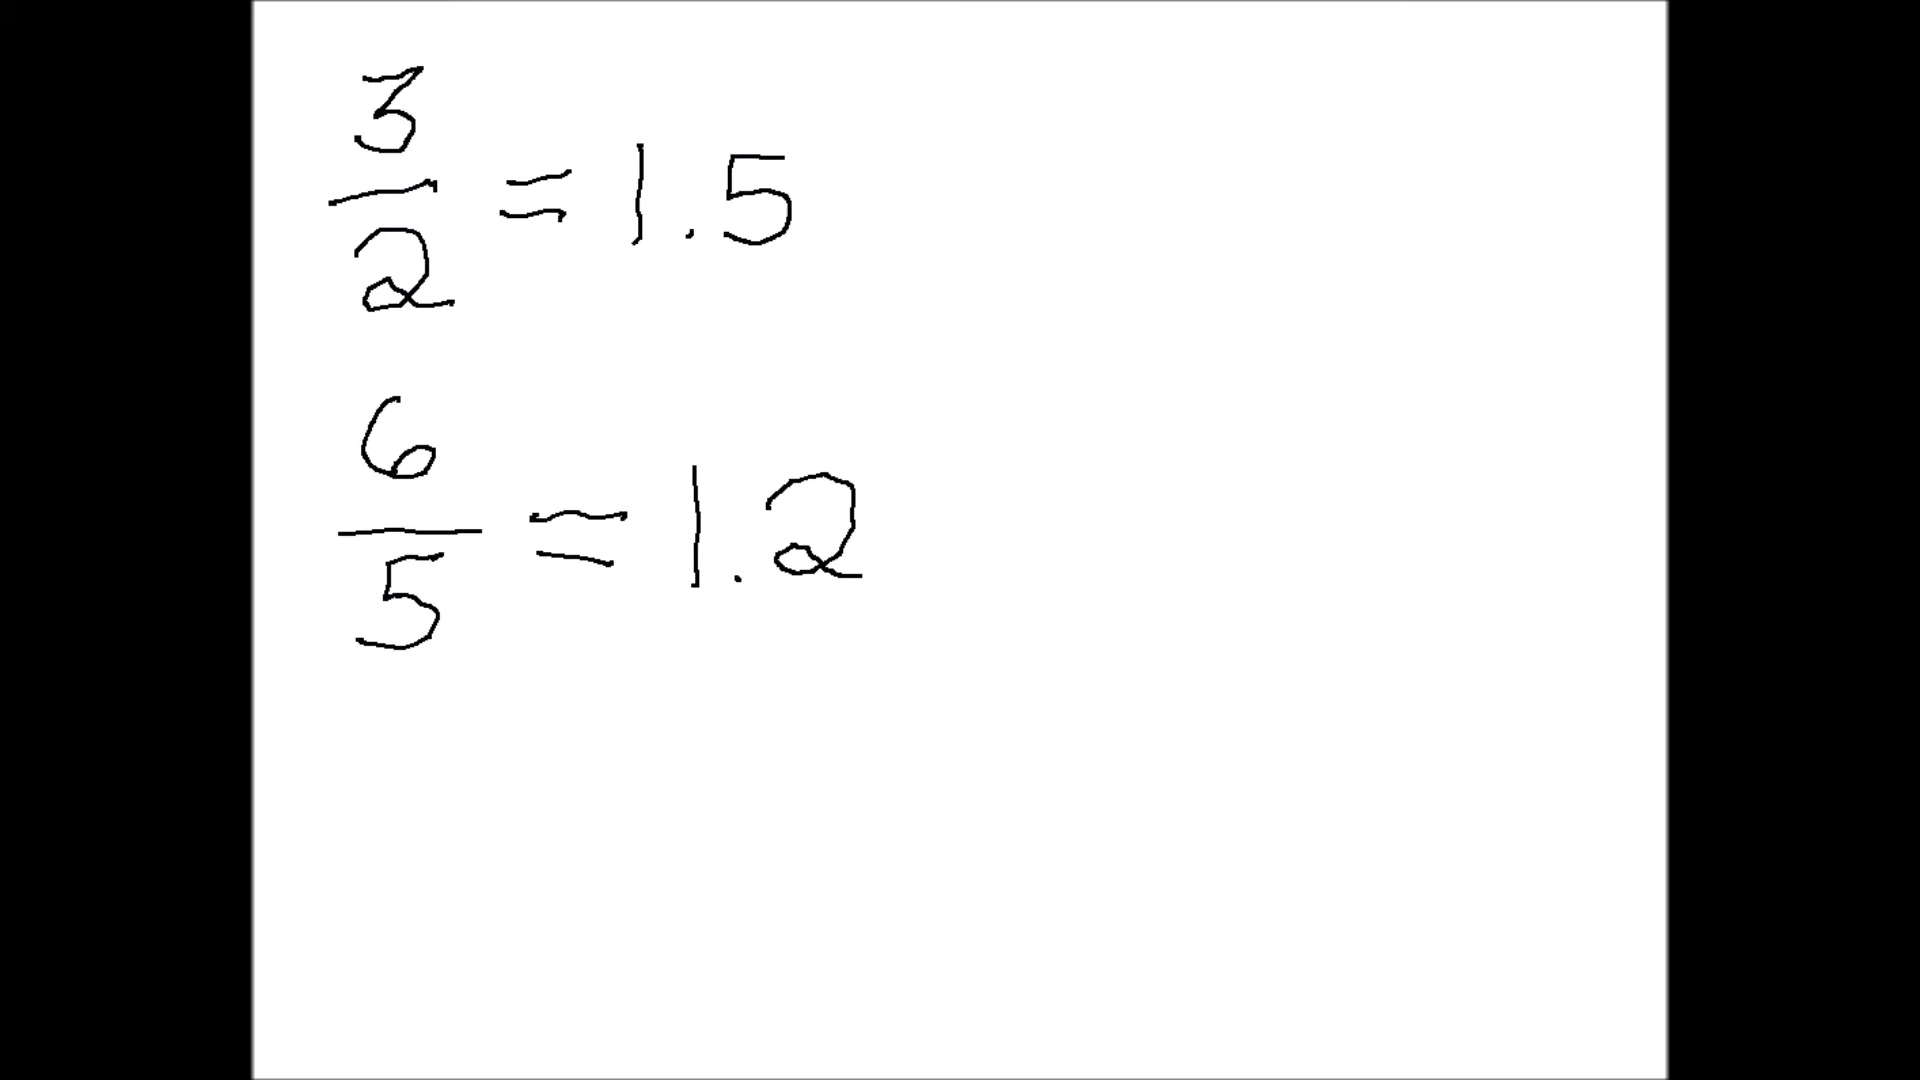 3/2 = 1.5
6/5 = 1.2